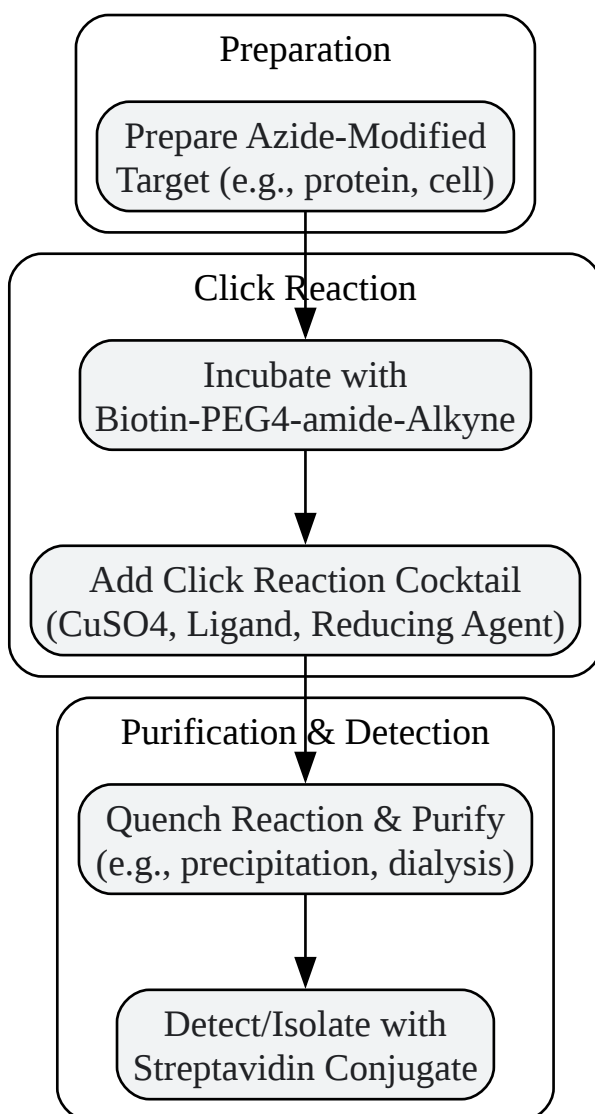 Preparation
Prepare Azide-Modified
Target (e.g., protein, cell)
Click Reaction
Incubate with
Biotin-PEG4-amide-Alkyne
Add Click Reaction Cocktail
(CuSO4, Ligand, Reducing Agent)
Purification & Detection
Quench Reaction & Purify
(e.g., precipitation, dialysis)
Detect/Isolate with
Streptavidin Conjugate